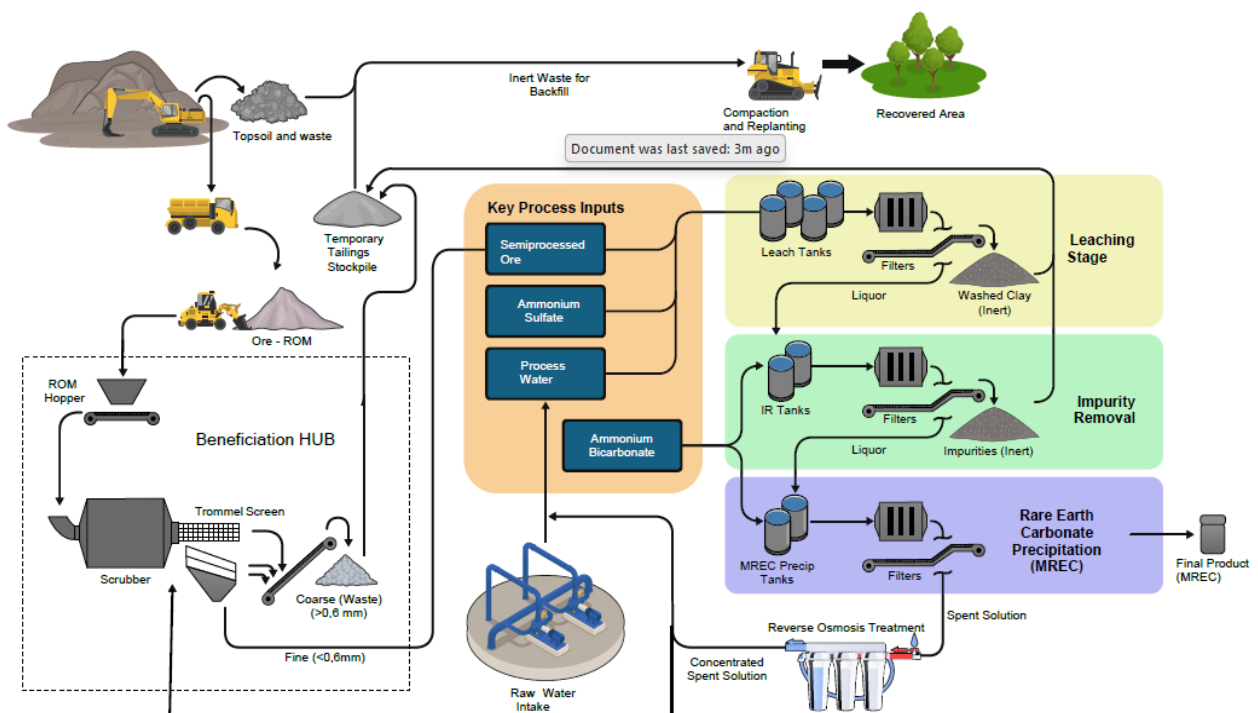 Topsoil and waste
Inert Waste for
Backfill
Compaction
and Replanting
Recovered Area
Document was last saved: 3m ago
Temporary
Tailings
Stockpile
Ore - ROM
Key Process Inputs
Semiprocessed
Ore
Ammonium
Sulfate
Process
Water
Ammonium
Bicarbonate
Leach Tanks
Filters
Liquor
Washed Clay
(Inert)
Leaching
Stage
IR Tanks
Filters
Liquor
Impurities (Inert)
Impurity
Removal
MREC Precip
Tanks
Filters
Rare Earth
Carbonate
Precipitation
(MREC)
Final Product
(MREC)
ROM
Hopper
Beneficiation HUB
Trommel Screen
Scrubber
Coarse (Waste)
(>0,6 mm)
Fine (<0,6mm)
Raw Water
Intake
Concentrated
Spent Solution
Reverse Osmosis Treatment
Spent Solution